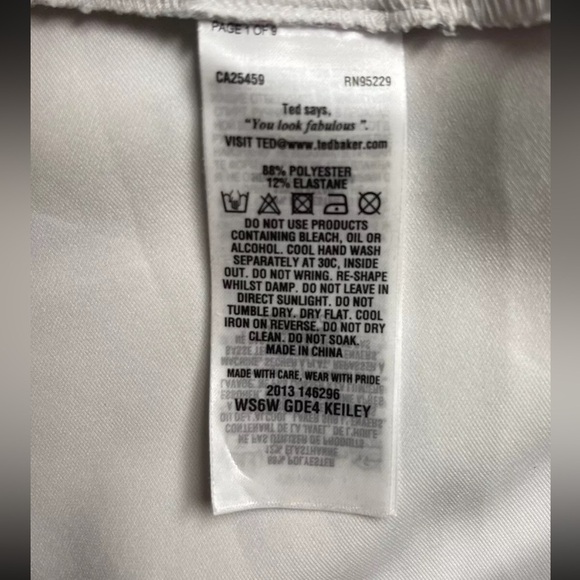 PAGE 1 OF 9
CA25459 RN95229
Ted says,
"You look fabulous ".
VISIT TED@www.tedbaker.com
88% POLYESTER
12% ELASTANE
DO NOT USE PRODUCTS
CONTAINING BLEACH, OIL OR
ALCOHOL. COOL HAND WASH
SEPARATELY AT 30C, INSIDE
OUT. DO NOT WRING. RE-SHAPE
WHILST DAMP. DO NOT LEAVE IN
DIRECT SUNLIGHT. DO NOT
TUMBLE DRY. DRY FLAT. COOL
IRON ON REVERSE. DO NOT DRY
CLEAN. DO NOT SOAK.
MADE IN CHINA
MADE WITH CARE, WEAR WITH PRIDE
2013 146296
WS6W GDE4 KEILEY